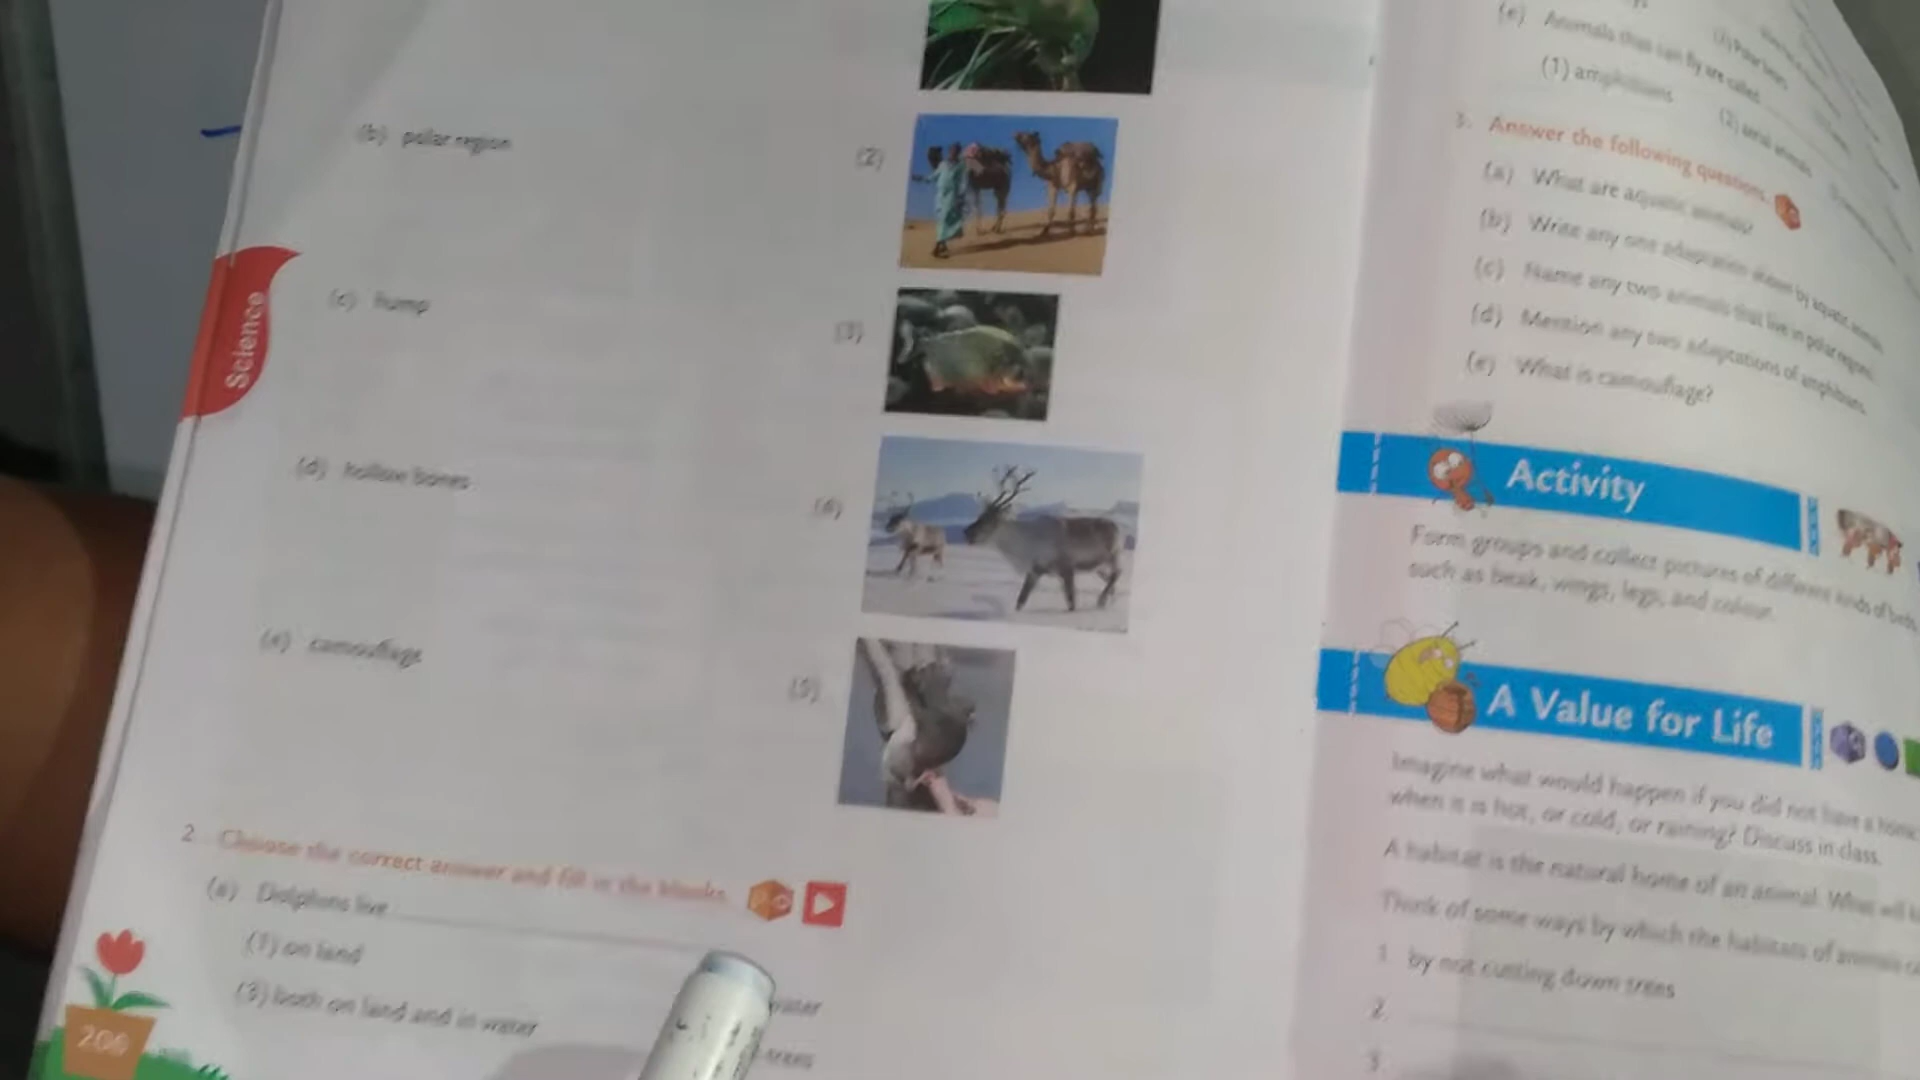 Science
(b) polar region
(2)
(c) hump
(3)
(d) hollow bones
(e) camouflage
(5)
2. Choose the correct answer and fill in the blanks.
(a) Dolphins live
(1) on land
water
(3) both on land and in water
trees
206
(e) Animals that can fly are called
(1) amphibians
(2) aerial animals
3. Answer the following questions.
(a) What are aquatic animals?
(b) Write any one adaptation shown by aquatic
(c) Name any two animals that live in polar regions.
(d) Mention any two adaptations of amphibians.
(e) What is camouflage?
Activity
Form groups and collect pictures of different kinds of
such as beak, wings, legs, and colour.
A Value for Life
Imagine what would happen if you did not have a home
when it is hot, or cold, or raining? Discuss in class.
A habitat is the natural home of an animal. What will
Think of some ways by which the habitats of animals
1. by not cutting down trees
2.
3.